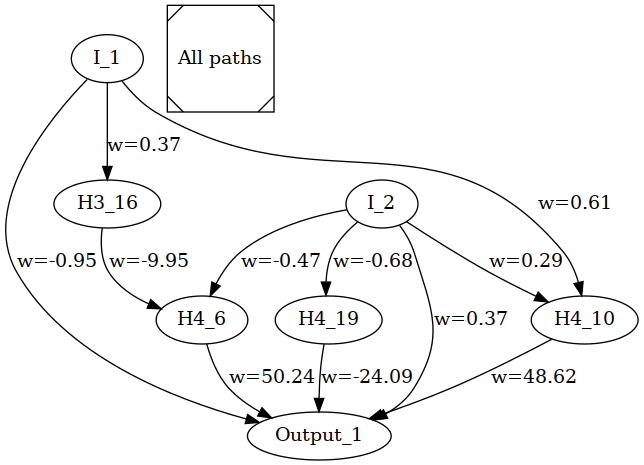 I_1
All paths
w=0.37
H3_16
I_2
w=0.61
w=-0.95
w=-9.95
w=-0.47
w=-0.68
w=0.29
H4_6
H4_19
w=0.37
H4_10
w=50.24
w=-24.09
w=48.62
Output_1